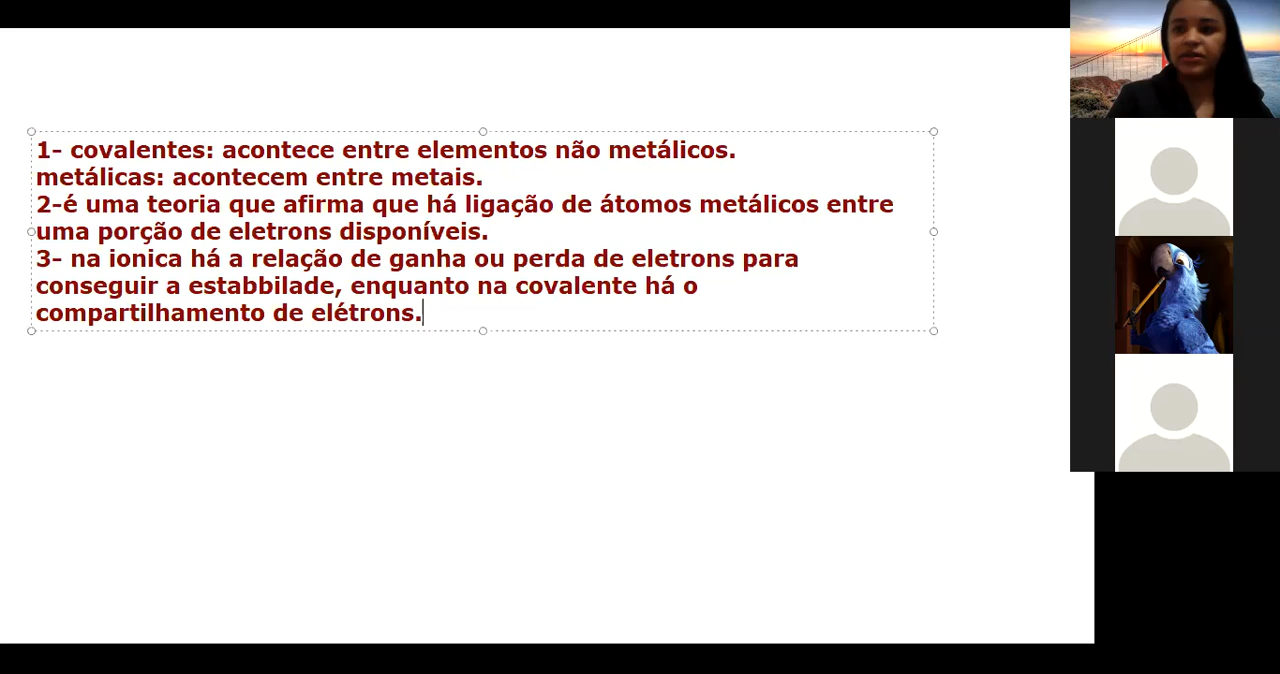 1- covalentes: acontece entre elementos não metálicos.
metálicas: acontecem entre metais.
2-é uma teoria que afirma que há ligação de átomos metálicos entre
uma porção de eletrons disponíveis.
3- na ionica há a relação de ganha ou perda de eletrons para
conseguir a estabbilade, enquanto na covalente há o
compartilhamento de elétrons.